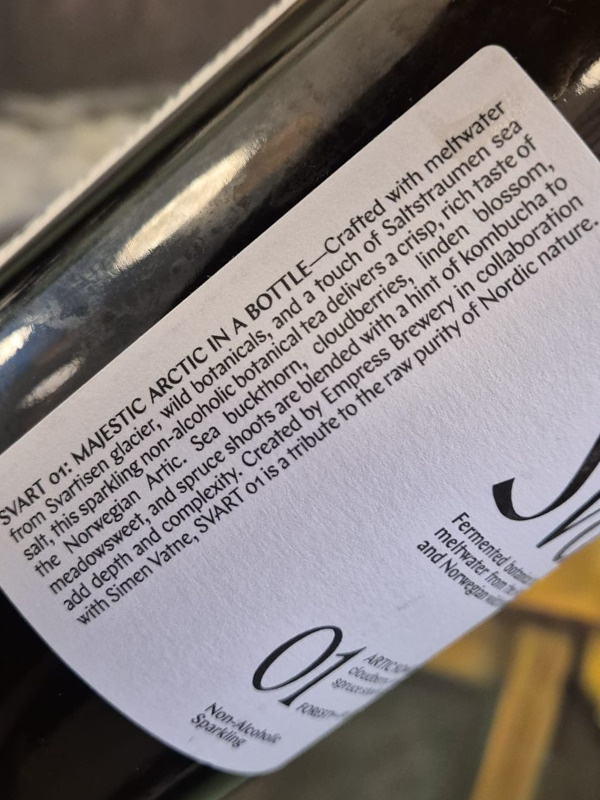 SVART 01: MAJESTIC ARCTIC IN A BOTTLE—Crafted with meltwater
from Svartisen glacier, wild botanicals, and a touch of Saltstraumen sea
salt, this sparkling non-alcoholic botanical tea delivers a crisp, rich taste of
the Norwegian Artic. Sea buckthorn, cloudberries, linden blossom,
meadowsweet, and spruce shoots are blended with a hint of kombucha to
add depth and complexity. Created by Empress Brewery in collaboration
with Simen Vatne, SVART 01 is a tribute to the raw purity of Nordic nature.
Fermented
meltwater from
and Norwegian
01
ARTIC
Non-Alcoholic
Sparkling